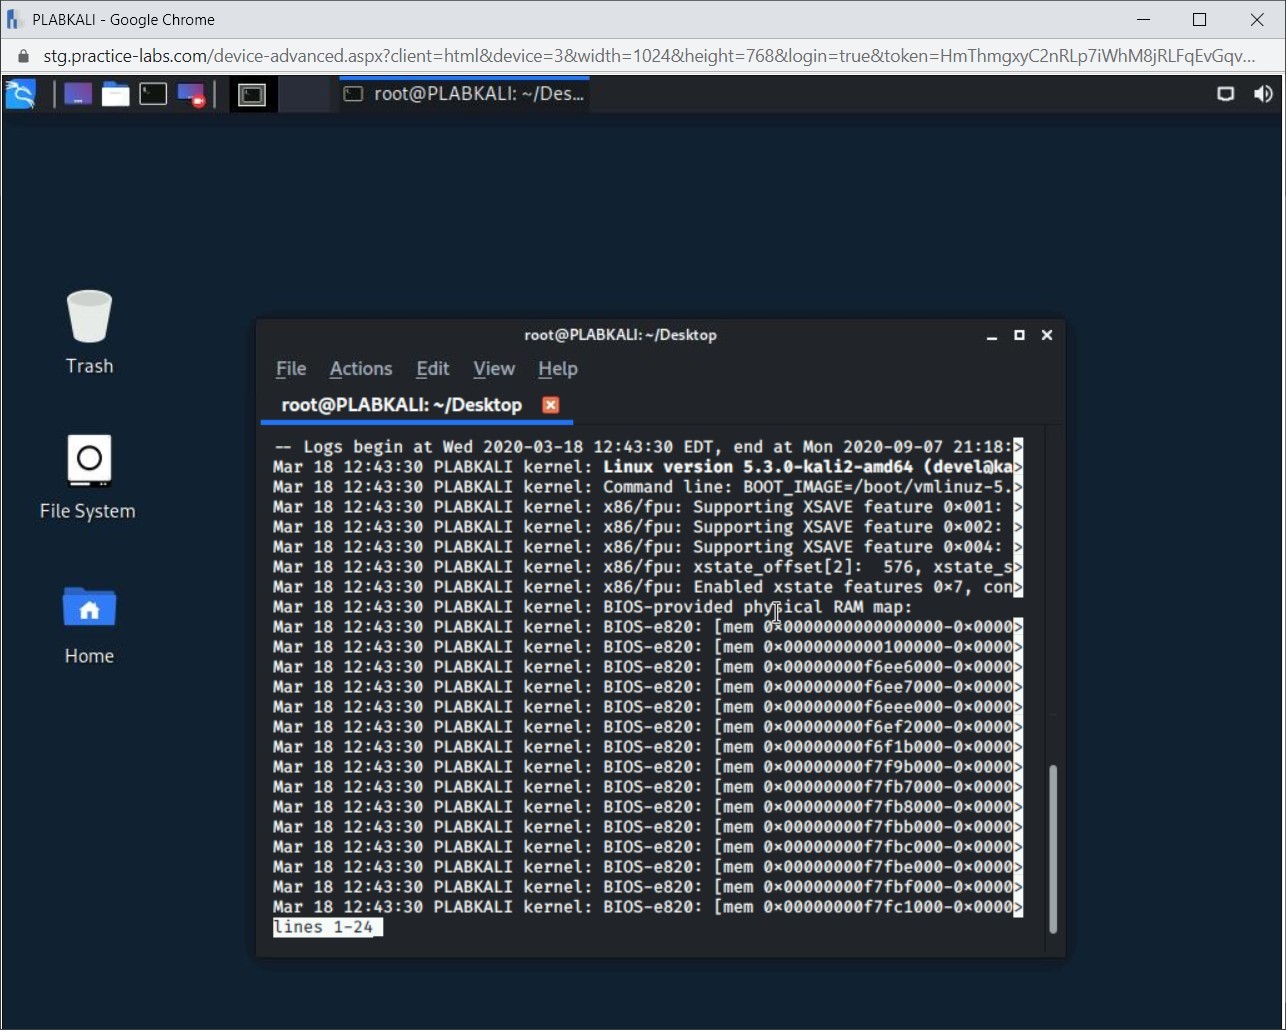 PLABKALI - Google Chrome
stg.practice-labs.com/device-advanced.aspx?client=html&device=3&width=1024&height=768&login=true&token=HmThmgxyC2nRLp7iWhM8jRLFqEvGqv...
root@PLABKALI: ~/Des...
Trash
File System
Home
root@PLABKALI: ~/Desktop
File Actions Edit View Help
root@PLABKALI: ~/Desktop
-- Logs begin at Wed 2020-03-18 12:43:30 EDT, end at Mon 2020-09-07 21:18:>
Mar 18 12:43:30 PLABKALI kernel: Linux version 5.3.0-kali2-amd64 (devel@ka>
Mar 18 12:43:30 PLABKALI kernel: Command line: BOOT_IMAGE=/boot/vmlinuz-5.>
Mar 18 12:43:30 PLABKALI kernel: x86/fpu: Supporting XSAVE feature 0x001: >
Mar 18 12:43:30 PLABKALI kernel: x86/fpu: Supporting XSAVE feature 0x002: >
Mar 18 12:43:30 PLABKALI kernel: x86/fpu: Supporting XSAVE feature 0x004: >
Mar 18 12:43:30 PLABKALI kernel: x86/fpu: xstate_offset[2]:  576, xstate_s>
Mar 18 12:43:30 PLABKALI kernel: x86/fpu: Enabled xstate features 0x7, con>
Mar 18 12:43:30 PLABKALI kernel: BIOS-provided physical RAM map:
Mar 18 12:43:30 PLABKALI kernel: BIOS-e820: [mem 0x0000000000000000-0x0000>
Mar 18 12:43:30 PLABKALI kernel: BIOS-e820: [mem 0x0000000000100000-0x0000>
Mar 18 12:43:30 PLABKALI kernel: BIOS-e820: [mem 0x00000000f6ee6000-0x0000>
Mar 18 12:43:30 PLABKALI kernel: BIOS-e820: [mem 0x00000000f6ee7000-0x0000>
Mar 18 12:43:30 PLABKALI kernel: BIOS-e820: [mem 0x00000000f6eee000-0x0000>
Mar 18 12:43:30 PLABKALI kernel: BIOS-e820: [mem 0x00000000f6ef2000-0x0000>
Mar 18 12:43:30 PLABKALI kernel: BIOS-e820: [mem 0x00000000f6f1b000-0x0000>
Mar 18 12:43:30 PLABKALI kernel: BIOS-e820: [mem 0x00000000f7f9b000-0x0000>
Mar 18 12:43:30 PLABKALI kernel: BIOS-e820: [mem 0x00000000f7fb7000-0x0000>
Mar 18 12:43:30 PLABKALI kernel: BIOS-e820: [mem 0x00000000f7fb8000-0x0000>
Mar 18 12:43:30 PLABKALI kernel: BIOS-e820: [mem 0x00000000f7fbb000-0x0000>
Mar 18 12:43:30 PLABKALI kernel: BIOS-e820: [mem 0x00000000f7fbc000-0x0000>
Mar 18 12:43:30 PLABKALI kernel: BIOS-e820: [mem 0x00000000f7fbe000-0x0000>
Mar 18 12:43:30 PLABKALI kernel: BIOS-e820: [mem 0x00000000f7fbf000-0x0000>
Mar 18 12:43:30 PLABKALI kernel: BIOS-e820: [mem 0x00000000f7fc1000-0x0000>
lines 1-24